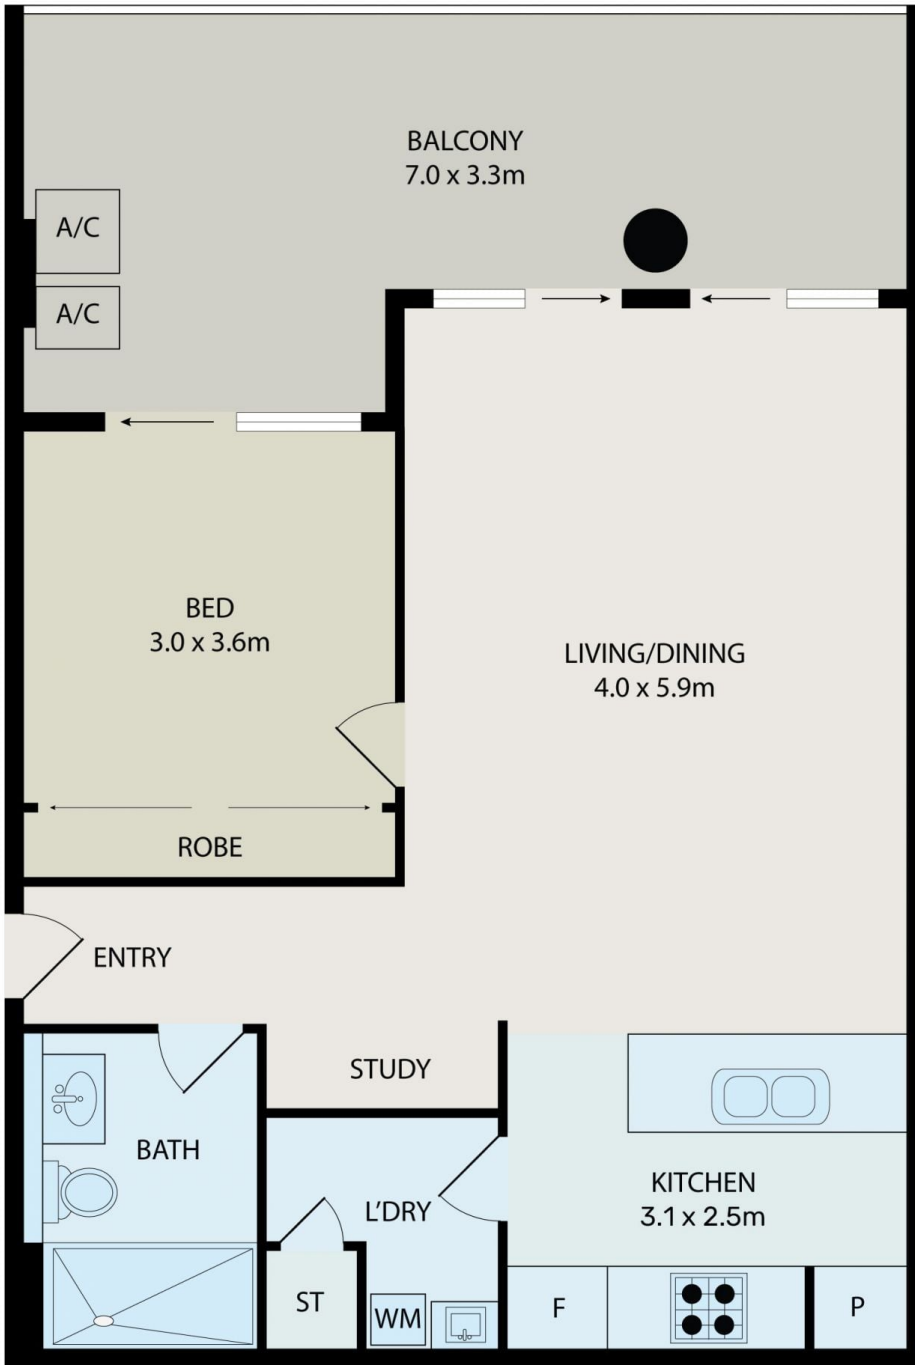 BALCONY
7.0 x 3.3m
A/C
A/C
BED
3.0 x 3.6m
LIVING/DINING
4.0 x 5.9m
ROBE
ENTRY
STUDY
BATH
L'DRY
KITCHEN
3.1 x 2.5m
ST
WM
F
P